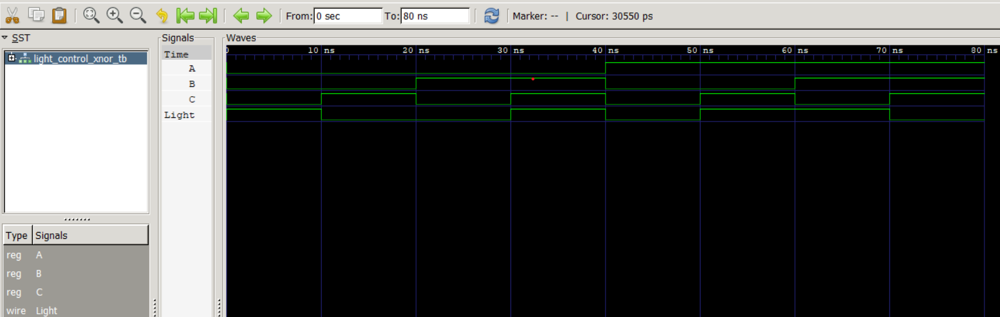 From: 0 sec To: 80 ns Marker: -- | Cursor: 30550 ps
SST
light_control_xnor_tb
Type Signals
reg A
reg B
reg C
wire Light
Signals
Time
A
B
C
Light
Waves
0 10 ns 20 ns 30 ns 40 ns 50 ns 60 ns 70 ns 80 ns